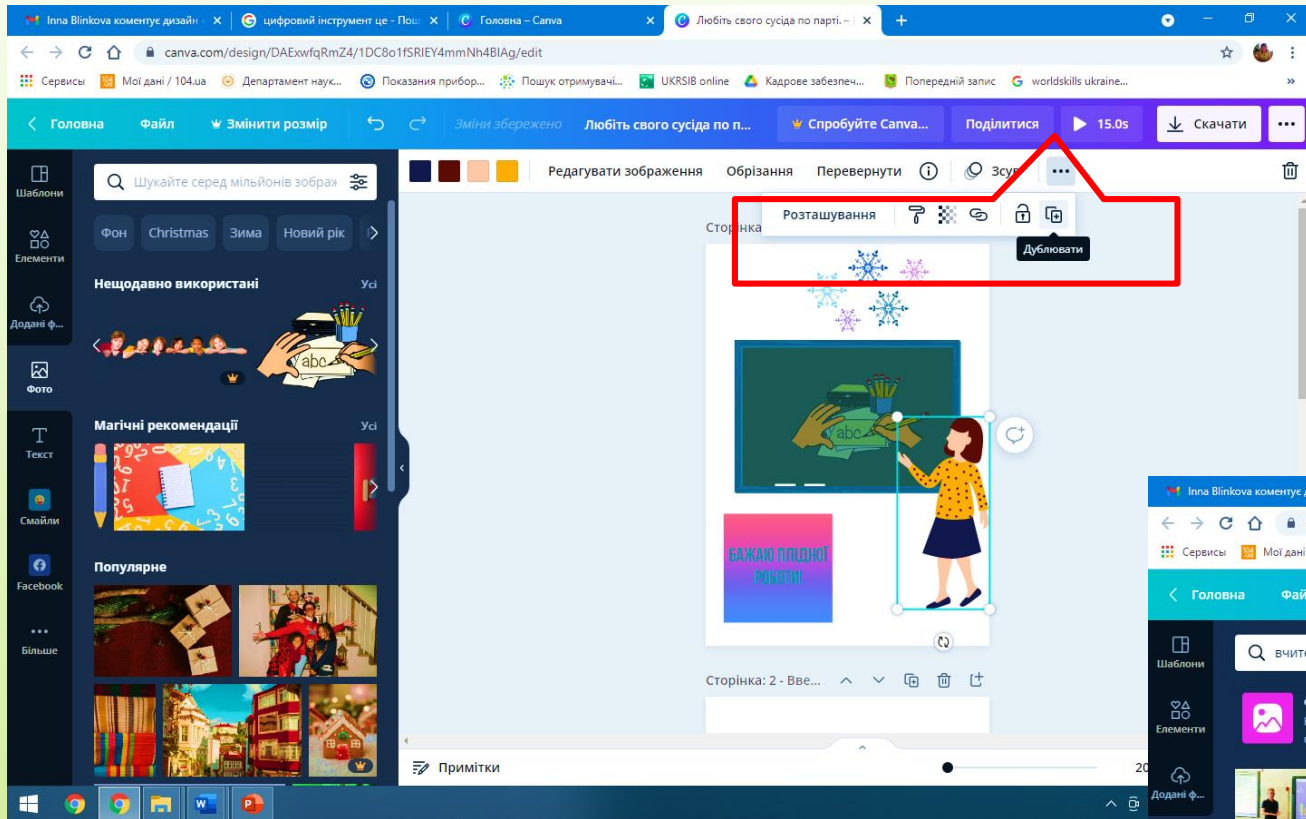 Inna Blinkova коментує дизайн
цифровий інструмент це - Пош
Головна – Canva
Любіть свого сусіда по парті. –
canva.com/design/DAExwfqRmZ4/1DC8o1fSRlEY4mmNh4BlAg/edit
Сервисы
Мої дані / 104.ua
Департамент наук...
Показания прибор...
Пошук отримувачі...
UKRSIB online
Кадрове забезпеч...
Попередній запис
worldskills ukraine...
Головна
Файл
Змінити розмір
Зміни збережено
Любіть свого сусіда по п...
Спробуйте Canva...
Поділитися
15.0s
Скачати
Шаблони
Елементи
Додані ф...
Фото
Текст
Смайли
Facebook
Більше
Шукайте серед мільйонів зображ
Фон
Christmas
Зима
Новий рік
Нещодавно використані
Усі
abc
Магічні рекомендації
Усі
Популярне
Редагувати зображення
Обрізання
Перевернути
Розташування
Дублювати
Сторінка
abc
БАЖАЮ ПЛІДНОЇ
РОБОТИ!
Сторінка: 2 - Вве...
Примітки
Inna Blinkova коментує
Сервисы
Мої дані
Головна
Фай
Шаблони
Елементи
Додані ф...